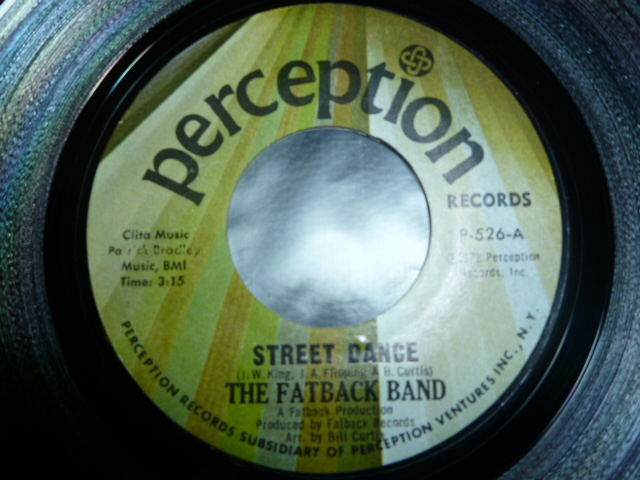 perception
RECORDS
P-526-A
Perception
Records, Inc.
Clita Music
Patrick Bradley
Music, BMI
Time: 3:15
STREET DANCE
(J. W. King, J. A. Flipping & B. Curtis)
THE FATBACK BAND
A Fatback Production
Produced by Fatback Records
Arr. by Bill Curtis
PERCEPTION RECORDS SUBSIDIARY OF PERCEPTION VENTURES INC., N.Y.